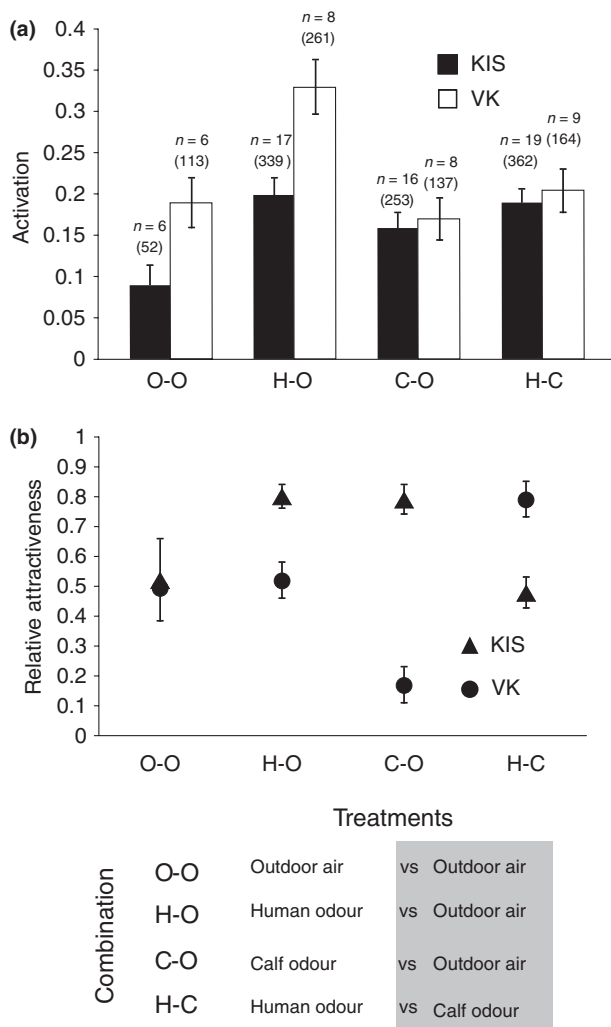 (a)
0.4
0.35
0.3
0.25
0.2
0.15
0.1
0.05
0
Activation
n = 6
(52)
n = 6
(113)
n = 17
(339)
n = 8
(261)
n = 16
(253)
n = 8
(137)
n = 19
(362)
n = 9
(164)
KIS
VK
O-O H-O C-O H-C
(b)
1
0.9
0.8
0.7
0.6
0.5
0.4
0.3
0.2
0.1
0
Relative attractiveness
KIS
VK
O-O H-O C-O H-C
Treatments
Combination
O-O Outdoor air vs Outdoor air
H-O Human odour vs Outdoor air
C-O Calf odour vs Outdoor air
H-C Human odour vs Calf odour